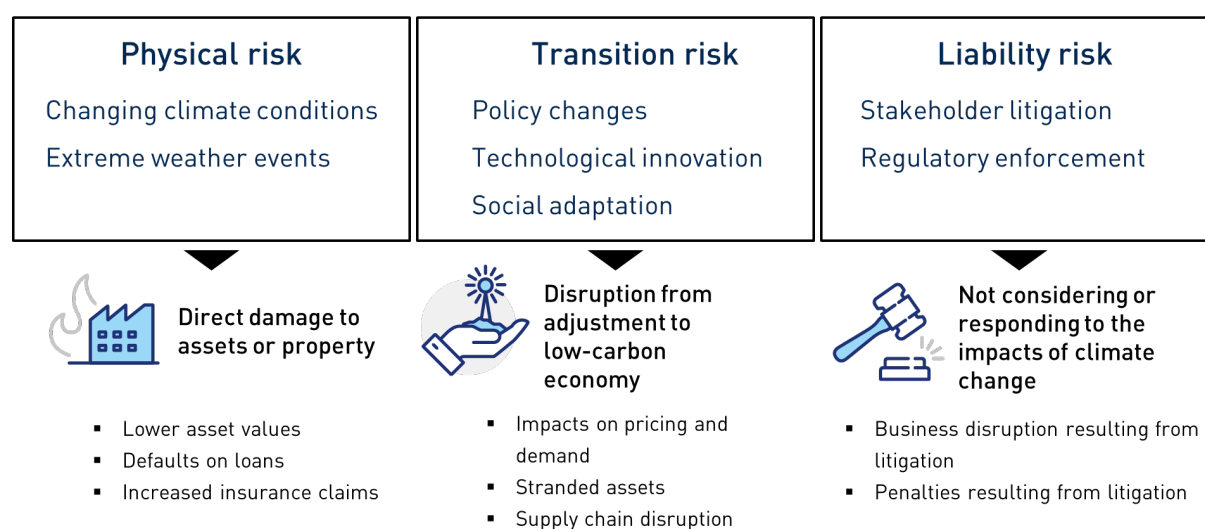 Physical risk
Changing climate conditions
Extreme weather events
Direct damage to
assets or property
▪ Lower asset values
▪ Defaults on loans
▪ Increased insurance claims
Transition risk
Policy changes
Technological innovation
Social adaptation
Disruption from
adjustment to
low-carbon
economy
▪ Impacts on pricing and
demand
▪ Stranded assets
▪ Supply chain disruption
Liability risk
Stakeholder litigation
Regulatory enforcement
Not considering or
responding to the
impacts of climate
change
▪ Business disruption resulting from
litigation
▪ Penalties resulting from litigation